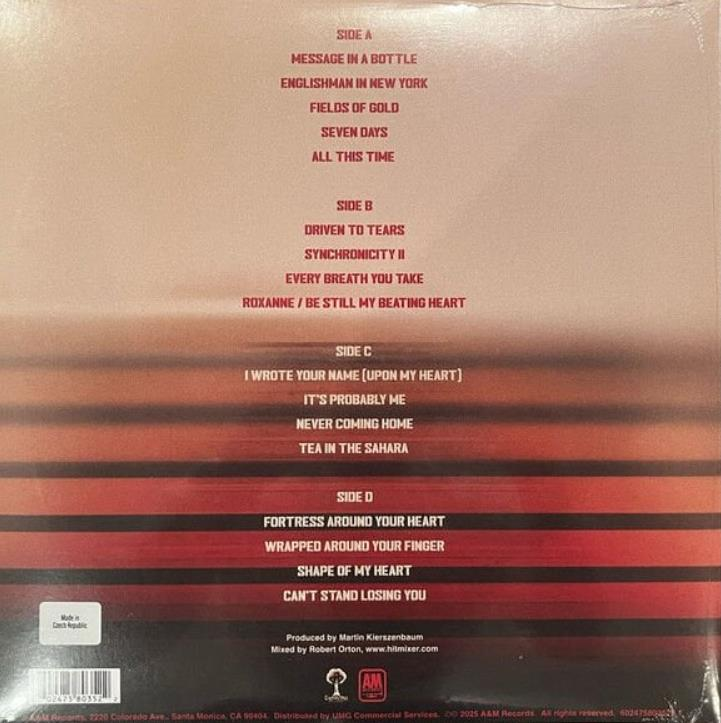 SIDE A
MESSAGE IN A BOTTLE
ENGLISHMAN IN NEW YORK
FIELDS OF GOLD
SEVEN DAYS
ALL THIS TIME
SIDE B
DRIVEN TO TEARS
SYNCHRONICITY II
EVERY BREATH YOU TAKE
ROXANNE / BE STILL MY BEATING HEART
SIDE C
I WROTE YOUR NAME (UPON MY HEART)
IT'S PROBABLY ME
NEVER COMING HOME
TEA IN THE SAHARA
SIDE D
FORTRESS AROUND YOUR HEART
WRAPPED AROUND YOUR FINGER
SHAPE OF MY HEART
CAN'T STAND LOSING YOU
Made in
Czech Republic
Produced by Martin Kierszenbaum
Mixed by Robert Orton, www.hitmixer.com
AM
A&M Records, 2220 Colorado Ave., Santa Monica, CA 90404. Distributed by UMG Commercial Services. ℗© 2025 A&M Records. All rights reserved.